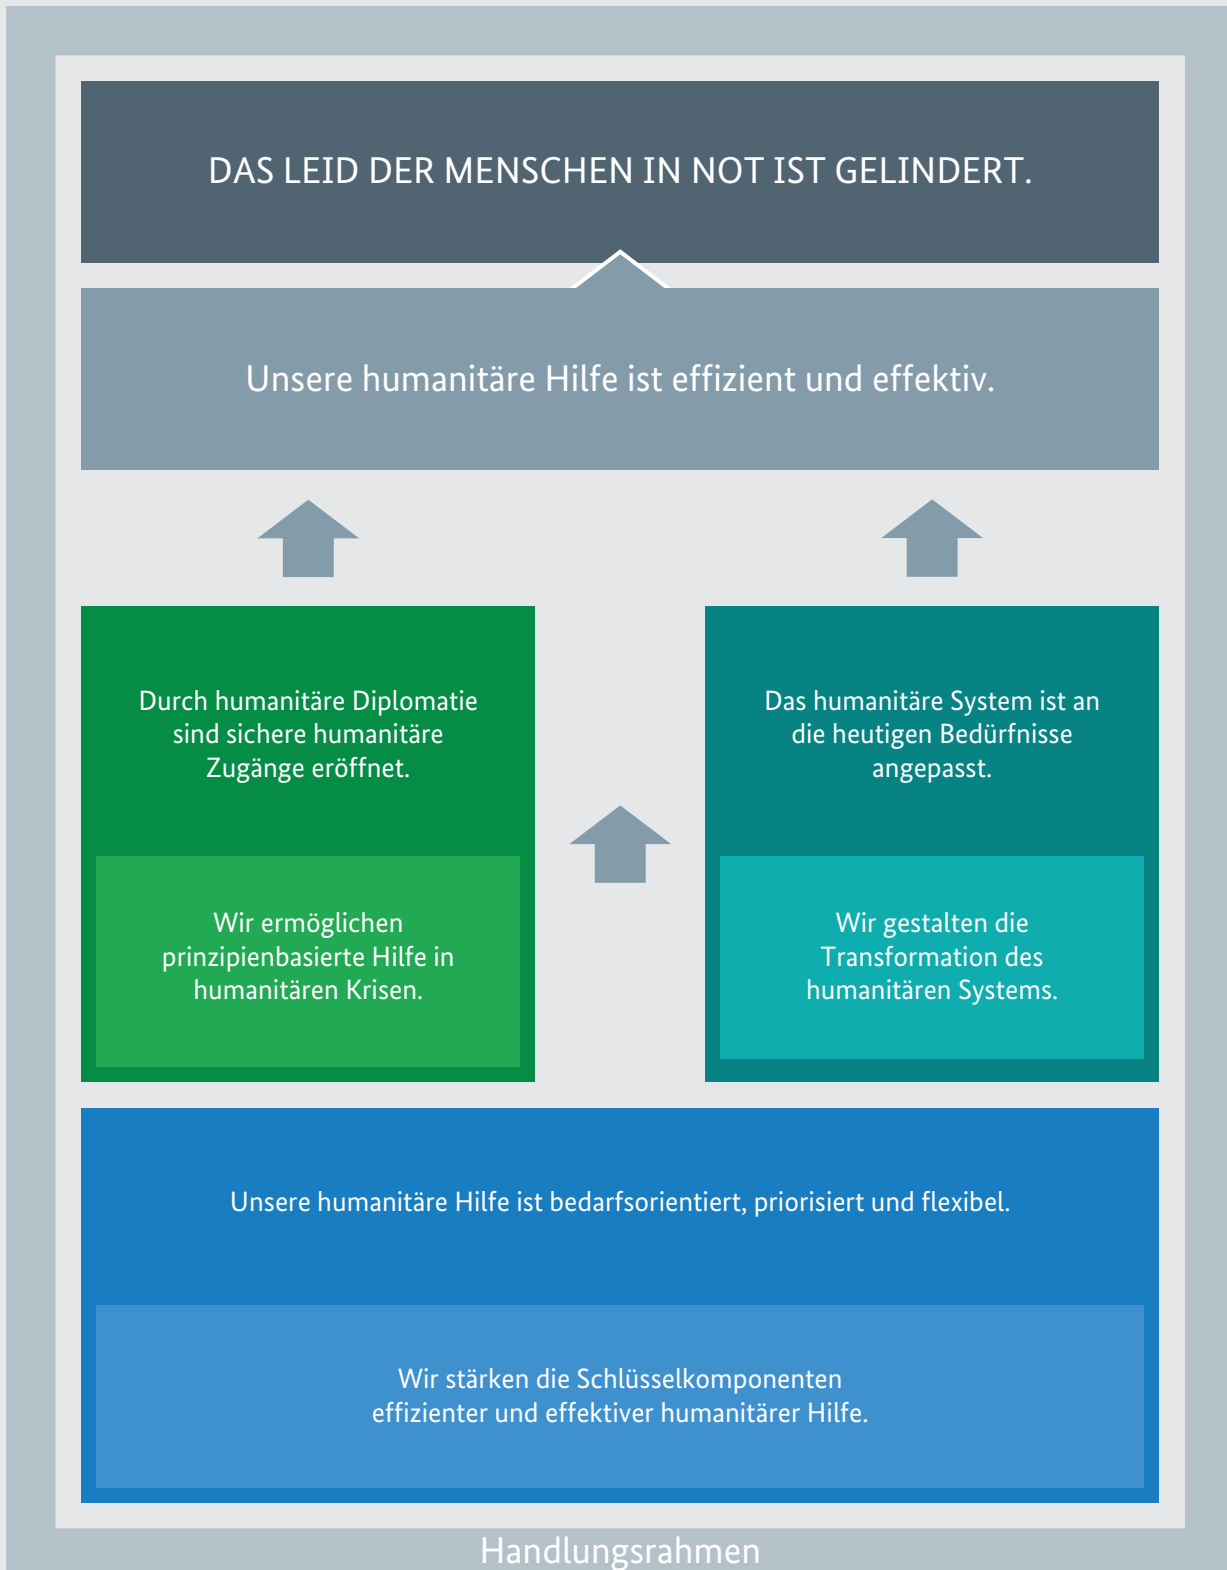 DAS LEID DER MENSCHEN IN NOT IST GELINDERT.
Unsere humanitäre Hilfe ist effizient und effektiv.
Durch humanitäre Diplomatie
sind sichere humanitäre
Zugänge eröffnet.
Wir ermöglichen
prinzipienbasierte Hilfe in
humanitären Krisen.
Das humanitäre System ist an
die heutigen Bedürfnisse
angepasst.
Wir gestalten die
Transformation des
humanitären Systems.
Unsere humanitäre Hilfe ist bedarfsorientiert, priorisiert und flexibel.
Wir stärken die Schlüsselkomponenten
effizienter und effektiver humanitärer Hilfe.
Handlungsrahmen